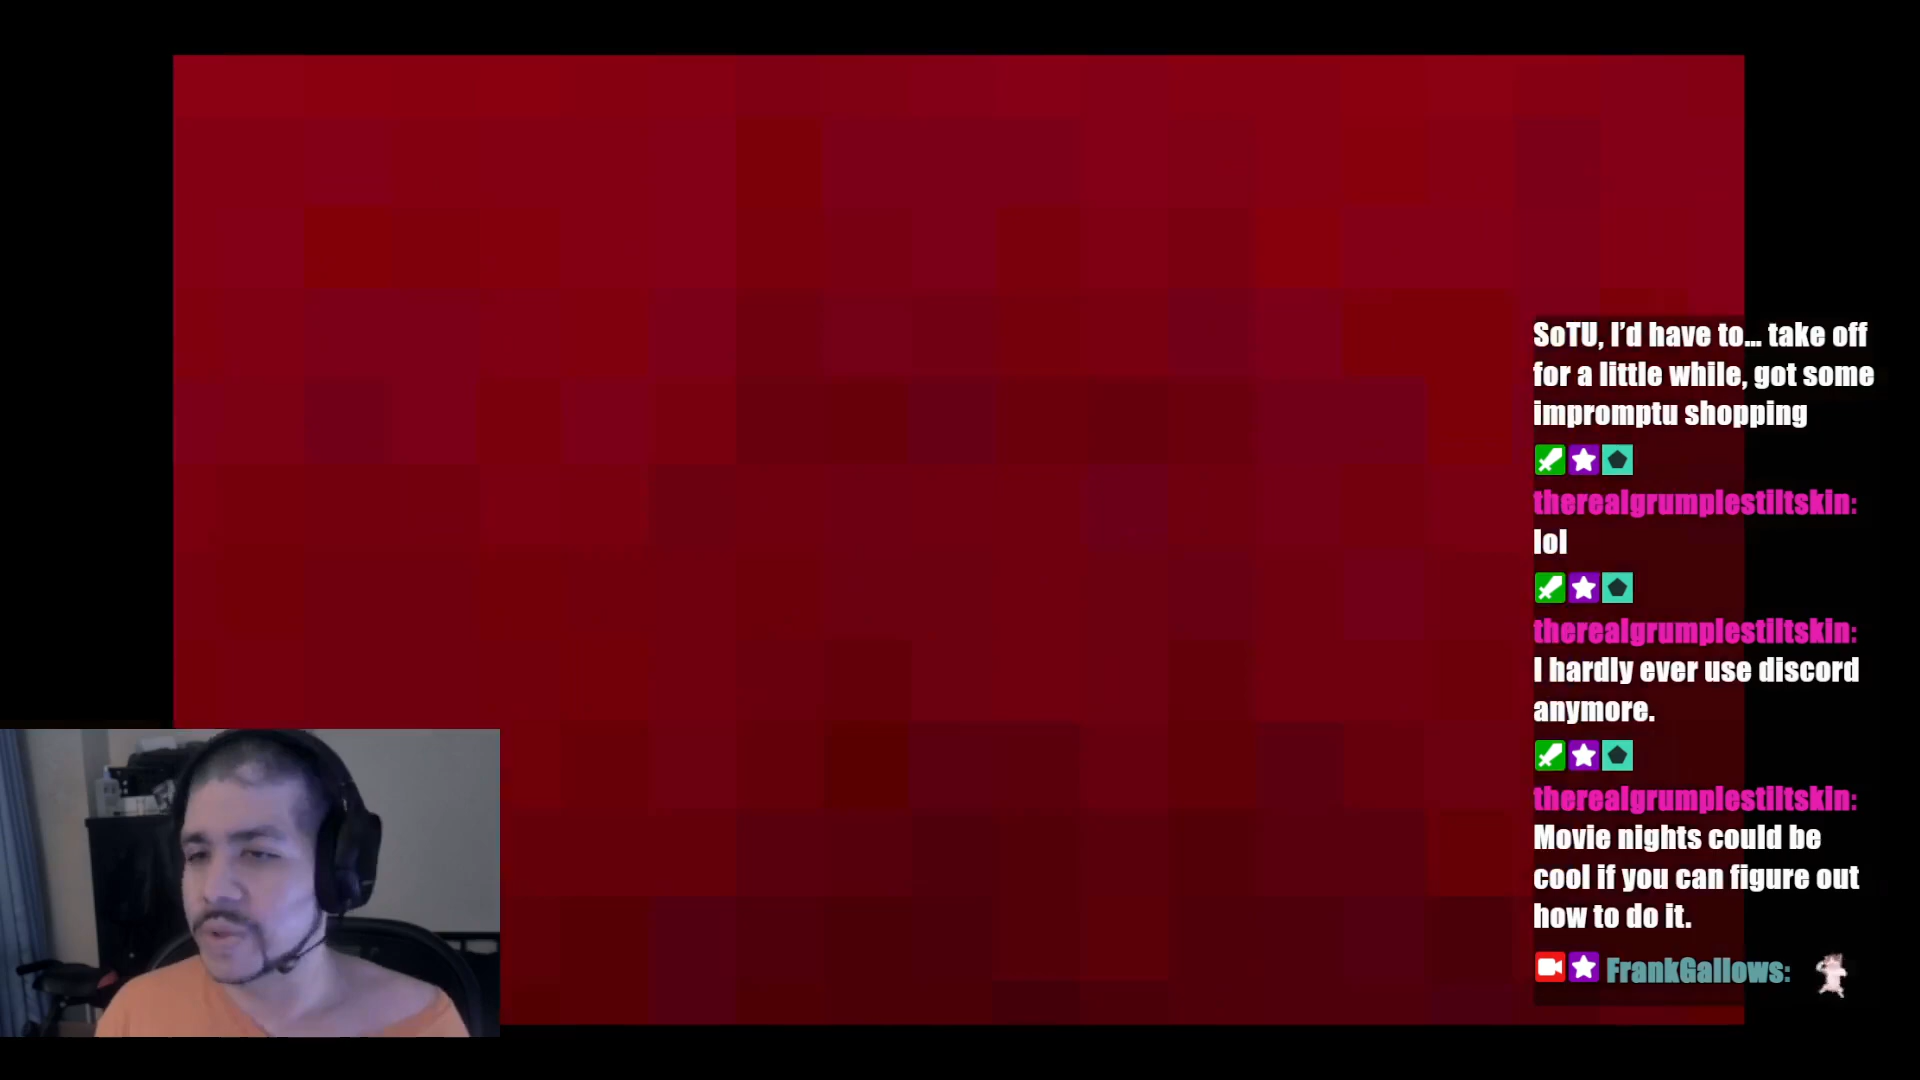 SoTU, I’d have to... take off
for a little while, got some
impromptu shopping
therealgrumplestiltskin:
lol
therealgrumplestiltskin:
I hardly ever use discord
anymore.
therealgrumplestiltskin:
Movie nights could be
cool if you can figure out
how to do it.
FrankGallows: